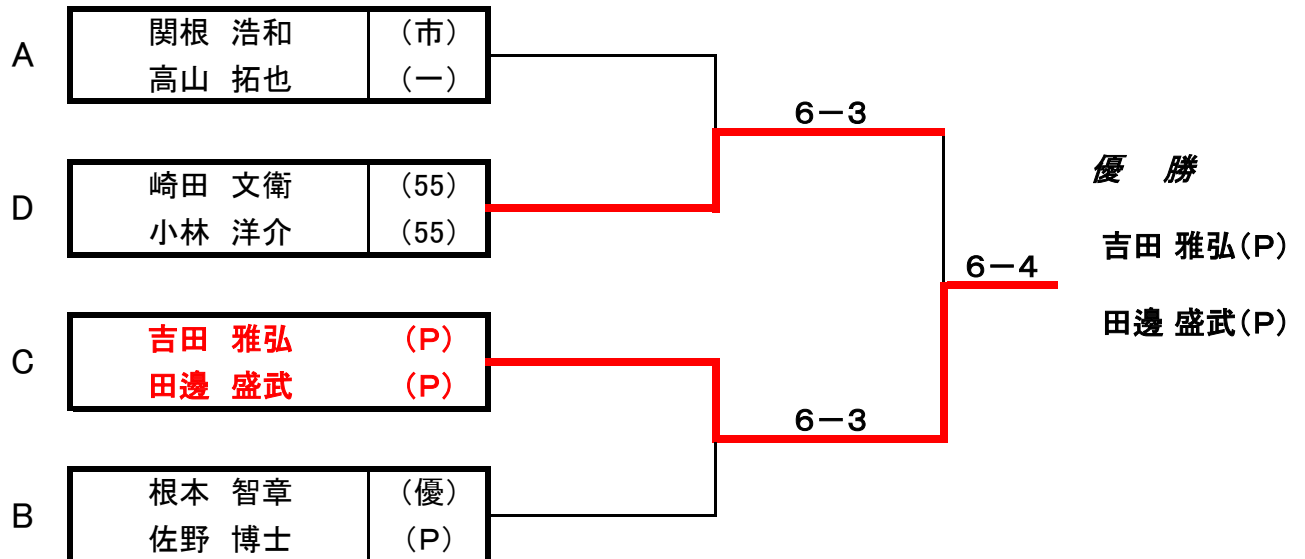 A
関根 浩和 (市)
高山 拓也 (一)
D
崎田 文衛 (55)
小林 洋介 (55)
C
吉田 雅弘 (P)
田邊 盛武 (P)
B
根本 智章 (優)
佐野 博士 (P)
6－3
6－3
6－4
優 勝
吉田 雅弘(P)
田邊 盛武(P)